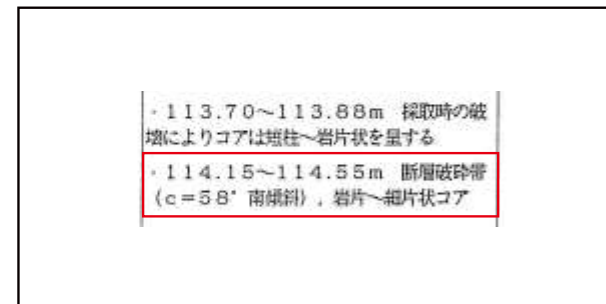 ・113.70～113.88m 採取時の破
壊によりコアは短柱～岩片状を呈する
・114.15～114.55m 断層破砕帯
(c=58° 南傾斜)，岩片～細片状コア